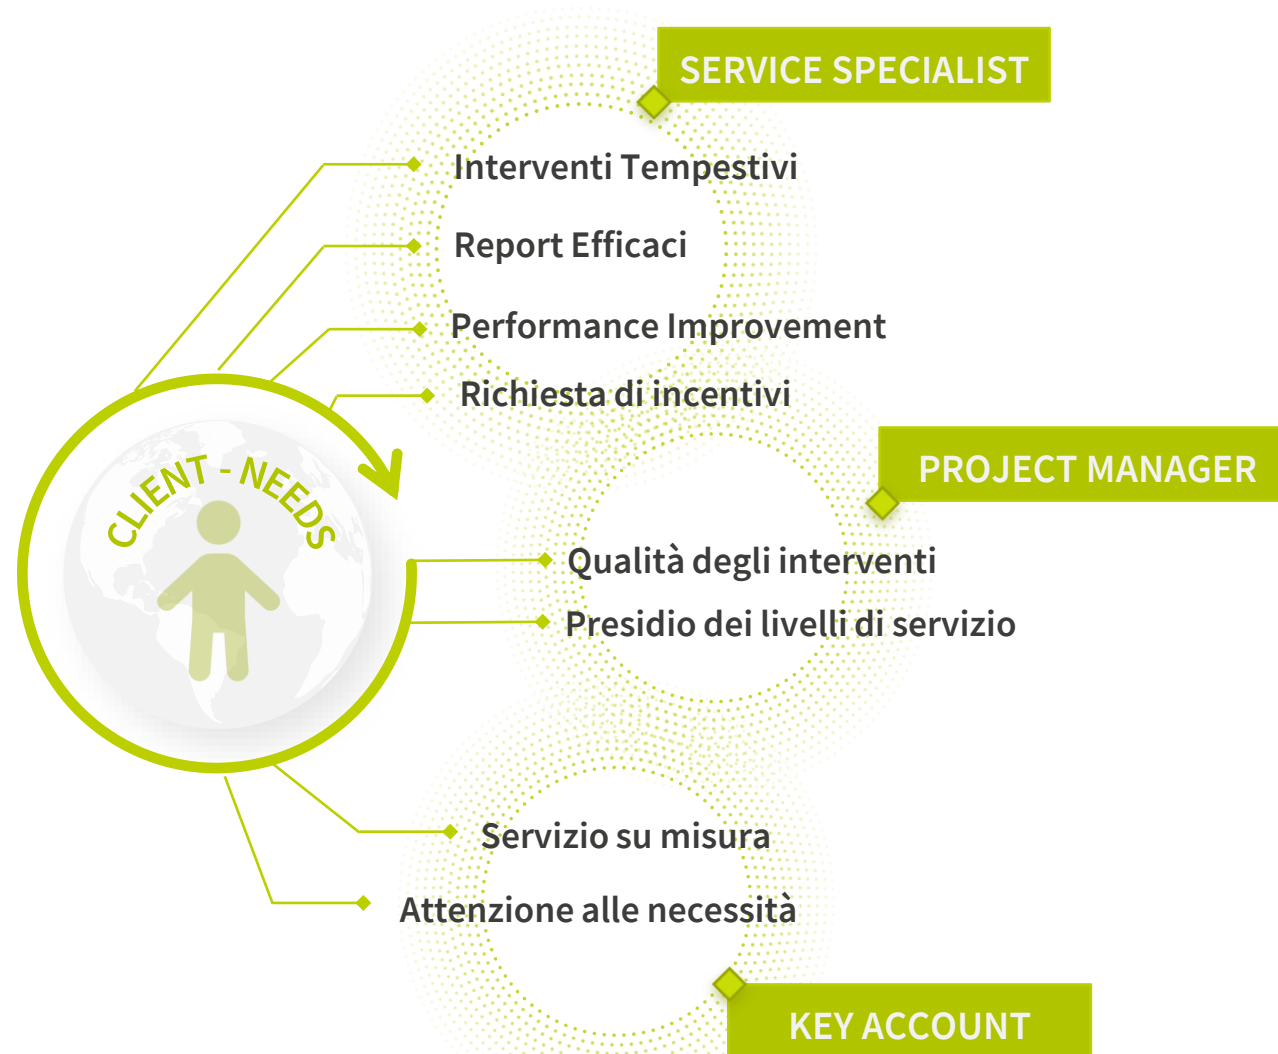 SERVICE SPECIALIST
Interventi Tempestivi
Report Efficaci
Performance Improvement
Richiesta di incentivi
CLIENT - NEEDS
PROJECT MANAGER
Qualità degli interventi
Presidio dei livelli di servizio
Servizio su misura
Attenzione alle necessità
KEY ACCOUNT